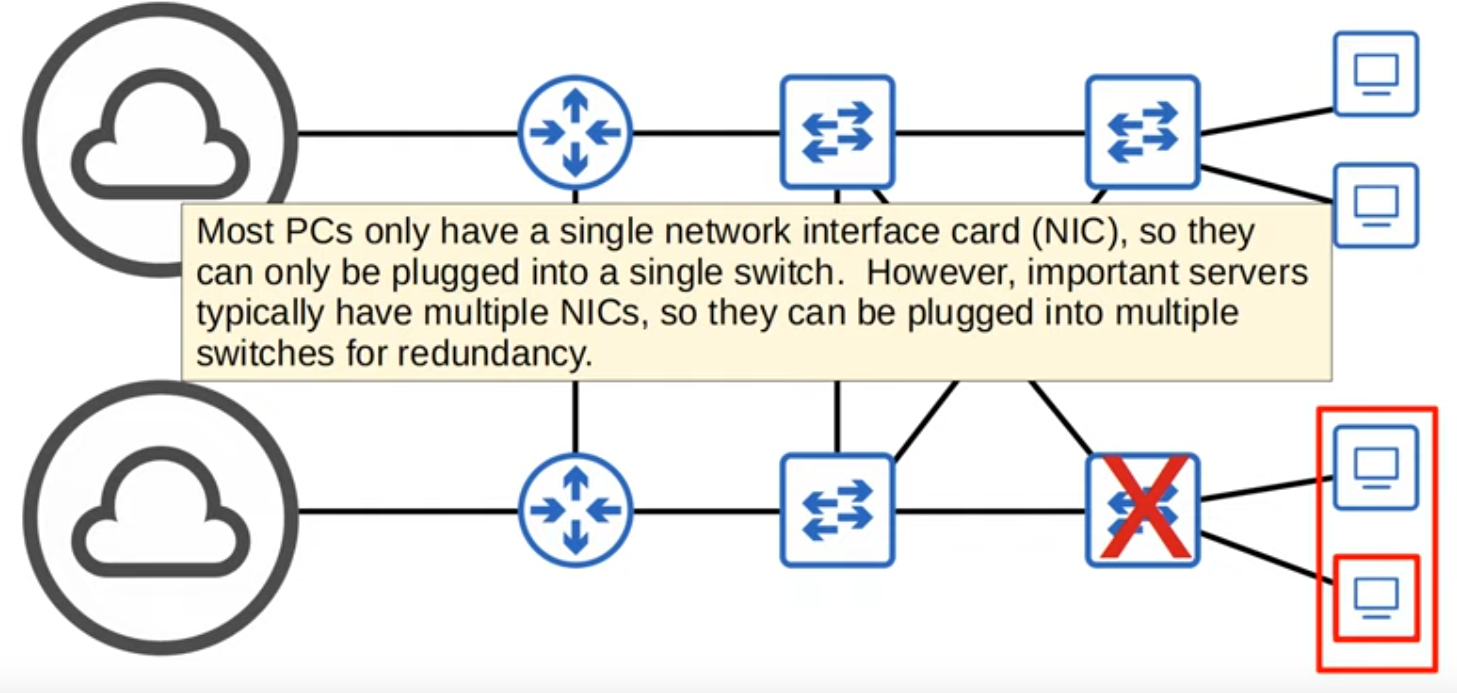 Most PCs only have a single network interface card (NIC), so they
can only be plugged into a single switch.  However, important servers
typically have multiple NICs, so they can be plugged into multiple
switches for redundancy.